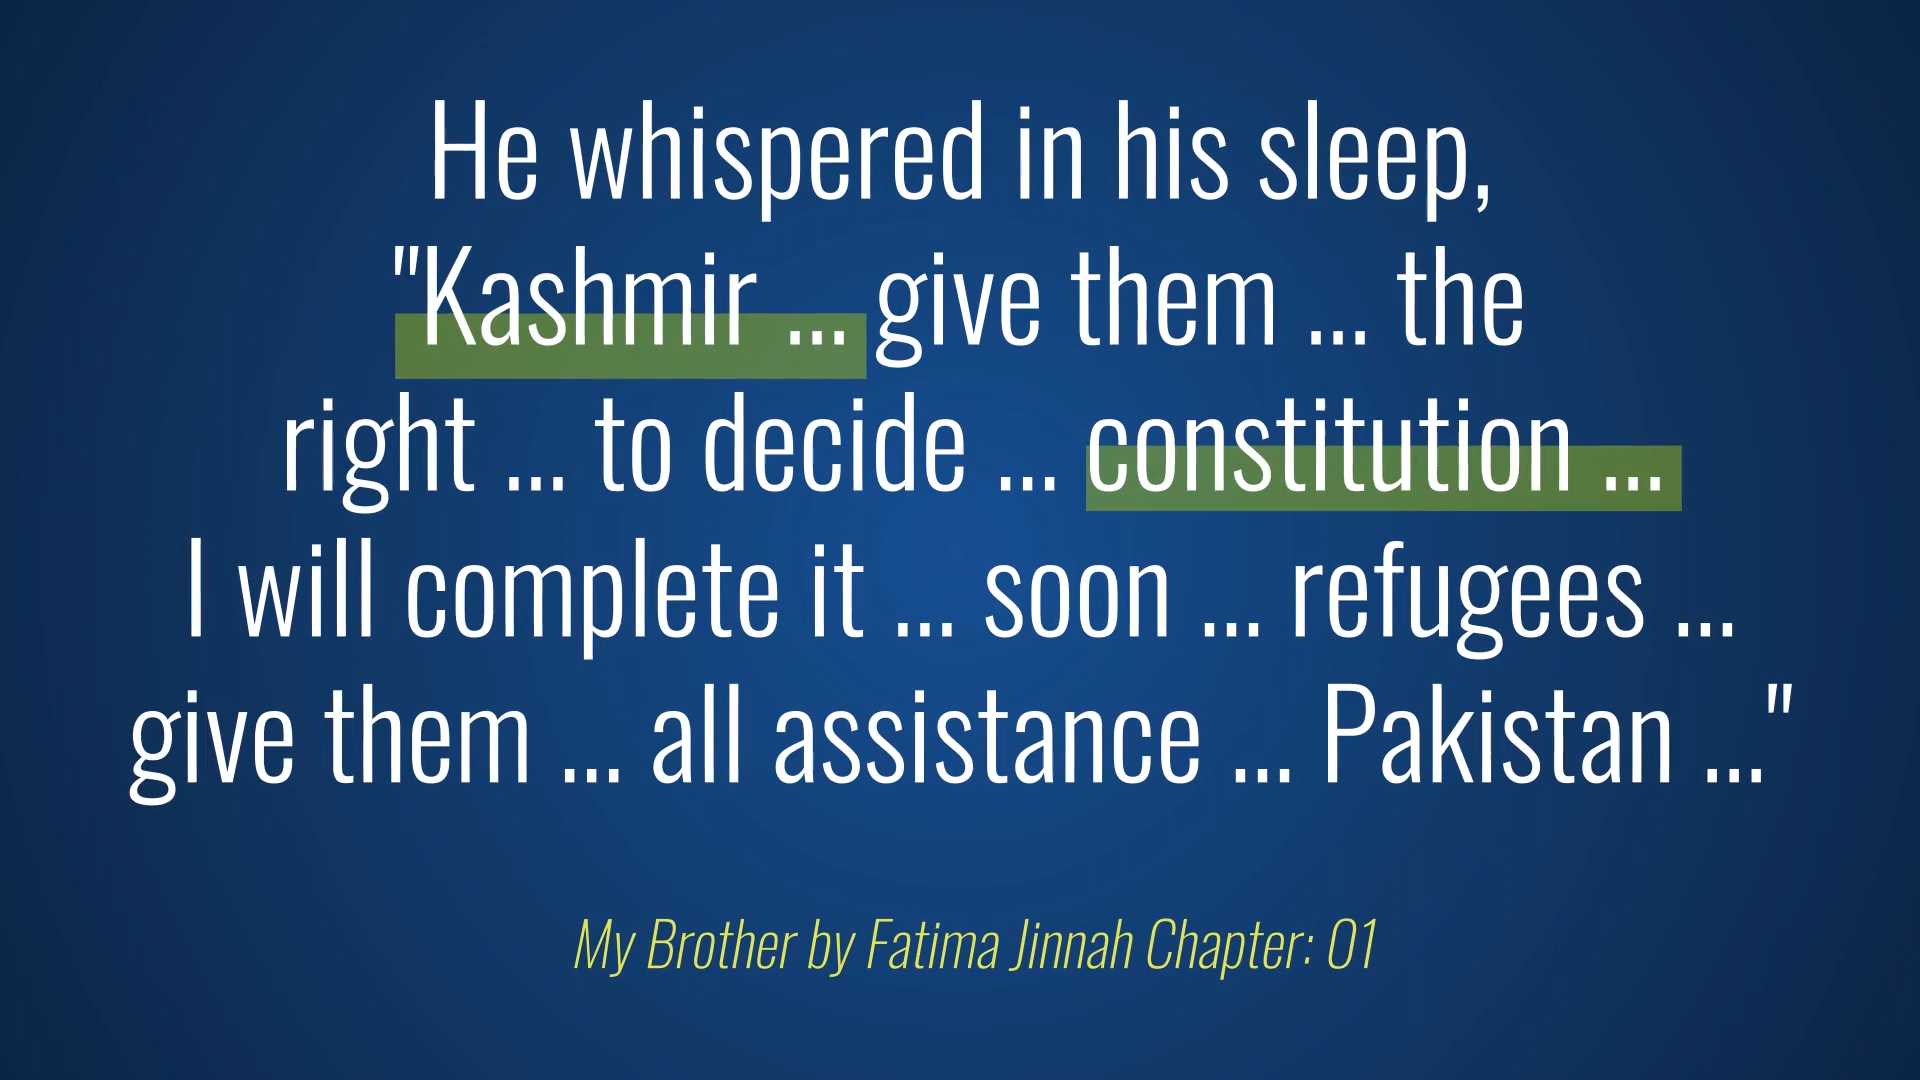 He whispered in his sleep,
"Kashmir ... give them ... the
right ... to decide ... constitution ...
I will complete it ... soon ... refugees ...
give them ... all assistance ... Pakistan ..."
My Brother by Fatima Jinnah Chapter: 01